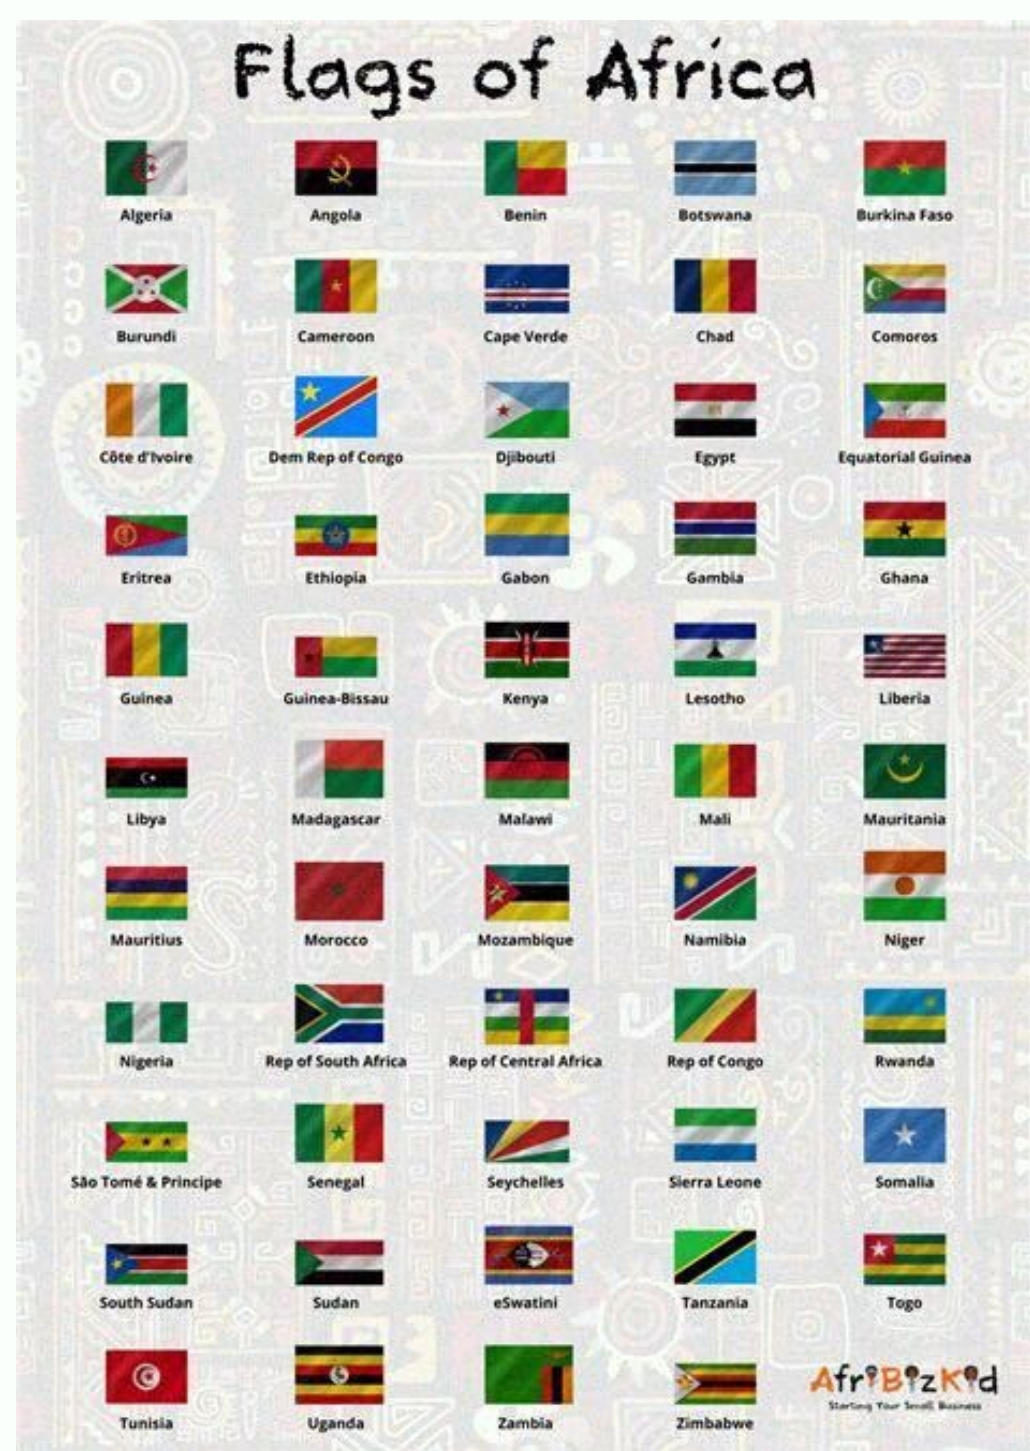 Flags of Africa
Algeria
Angola
Benin
Botswana
Burkina Faso
Burundi
Cameroon
Cape Verde
Chad
Comoros
Côte d'Ivoire
Dem Rep of Congo
Djibouti
Egypt
Equatorial Guinea
Eritrea
Ethiopia
Gabon
Gambia
Ghana
Guinea
Guinea-Bissau
Kenya
Lesotho
Liberia
Libya
Madagascar
Malawi
Mali
Mauritania
Mauritius
Morocco
Mozambique
Namibia
Niger
Nigeria
Rep of South Africa
Rep of Central Africa
Rep of Congo
Rwanda
São Tomé & Principe
Senegal
Seychelles
Sierra Leone
Somalia
South Sudan
Sudan
eSwatini
Tanzania
Togo
Tunisia
Uganda
Zambia
Zimbabwe
AfriBizKid
Starting Your Small Business